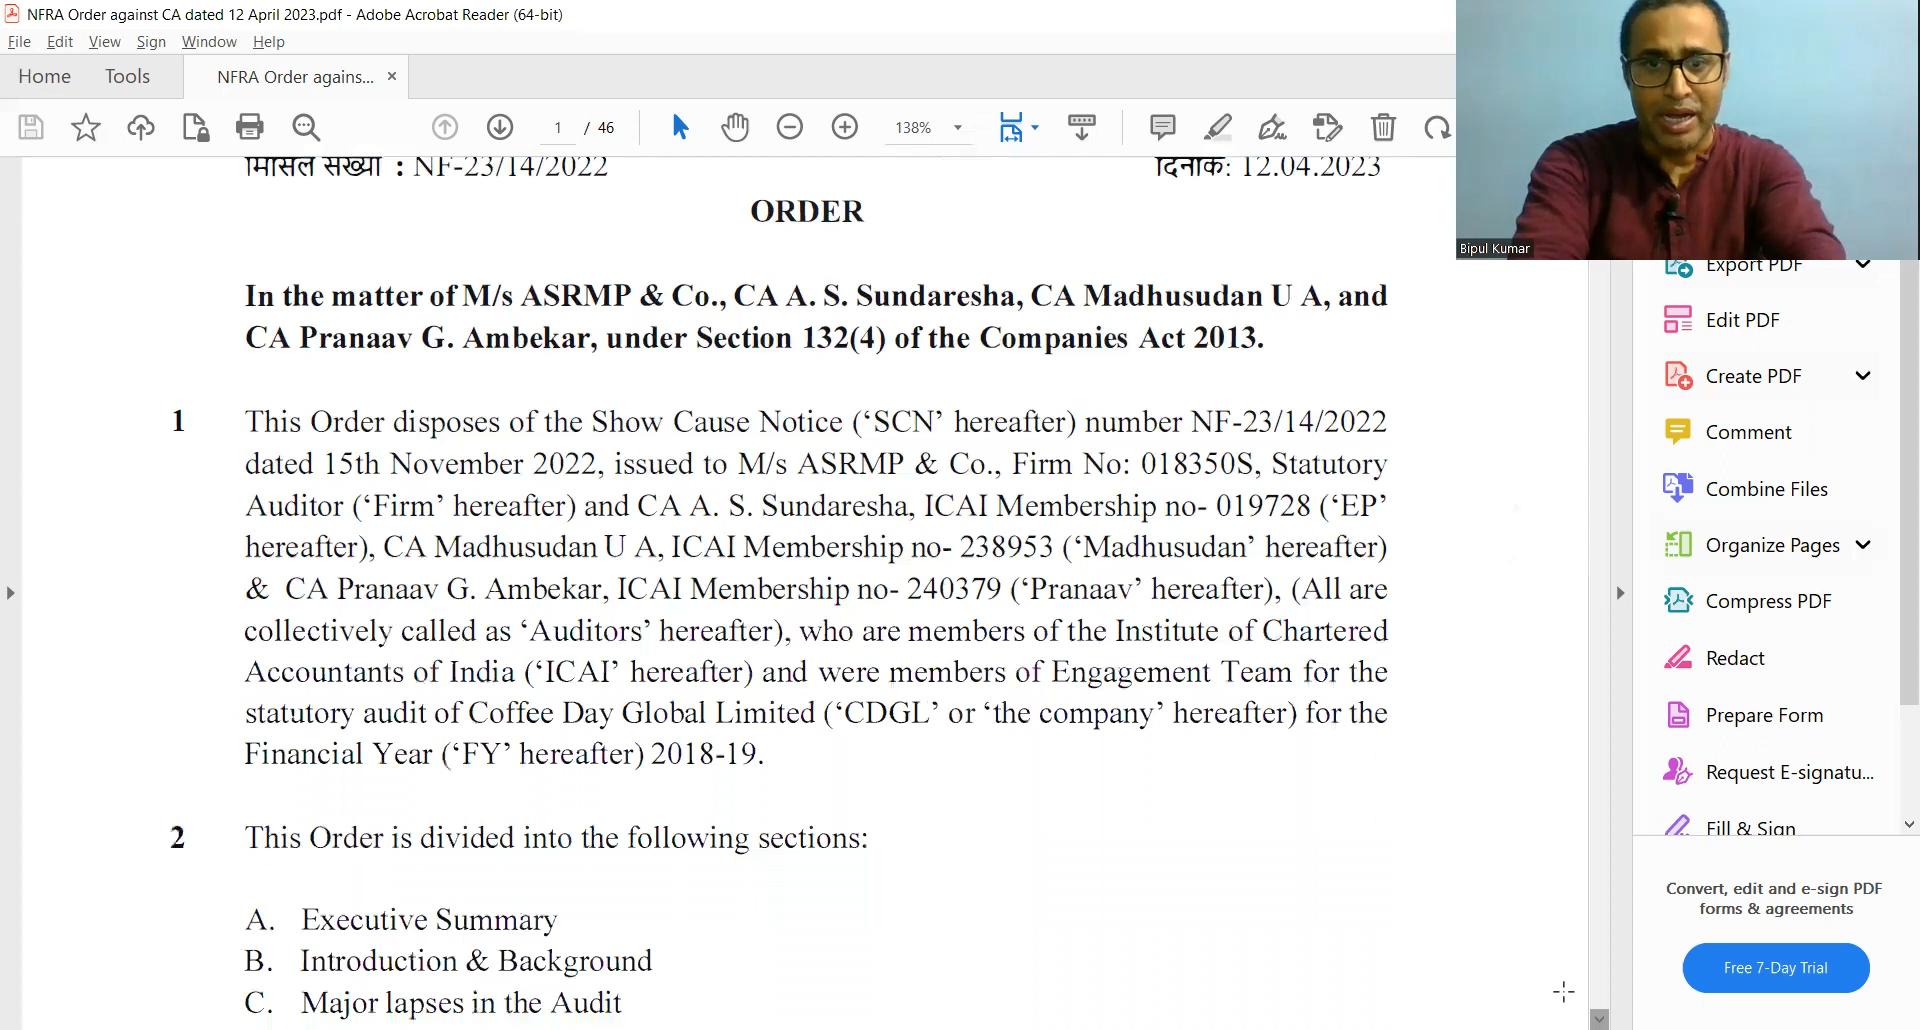 NFRA Order against CA dated 12 April 2023.pdf - Adobe Acrobat Reader (64-bit)
File Edit View Sign Window Help
Home Tools NFRA Order agains... ×
1 / 46 138%
Bipul Kumar
मिसिल संख्या : NF-23/14/2022 दिनांक: 12.04.2023
ORDER
In the matter of M/s ASRMP & Co., CA A. S. Sundaresha, CA Madhusudan U A, and
CA Pranaav G. Ambekar, under Section 132(4) of the Companies Act 2013.
1 This Order disposes of the Show Cause Notice (‘SCN’ hereafter) number NF-23/14/2022
dated 15th November 2022, issued to M/s ASRMP & Co., Firm No: 018350S, Statutory
Auditor (‘Firm’ hereafter) and CA A. S. Sundaresha, ICAI Membership no- 019728 (‘EP’
hereafter), CA Madhusudan U A, ICAI Membership no- 238953 (‘Madhusudan’ hereafter)
& CA Pranaav G. Ambekar, ICAI Membership no- 240379 (‘Pranaav’ hereafter), (All are
collectively called as ‘Auditors’ hereafter), who are members of the Institute of Chartered
Accountants of India (‘ICAI’ hereafter) and were members of Engagement Team for the
statutory audit of Coffee Day Global Limited (‘CDGL’ or ‘the company’ hereafter) for the
Financial Year (‘FY’ hereafter) 2018-19.
2 This Order is divided into the following sections:
A. Executive Summary
B. Introduction & Background
C. Major lapses in the Audit
Export PDF
Edit PDF
Create PDF
Comment
Combine Files
Organize Pages
Compress PDF
Redact
Prepare Form
Request E-signatu...
Fill & Sign
Convert, edit and e-sign PDF
forms & agreements
Free 7-Day Trial